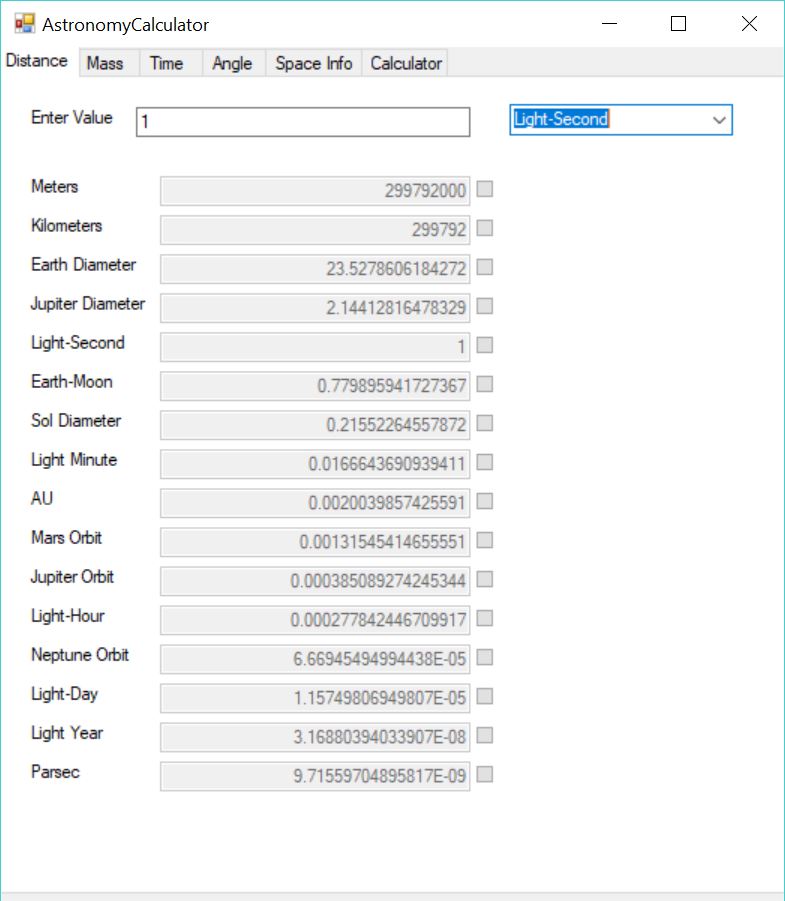 AstronomyCalculator
Distance Mass Time Angle Space Info Calculator
Enter Value 1 Light-Second
Meters 299792000
Kilometers 299792
Earth Diameter 23.5278606184272
Jupiter Diameter 2.14412816478329
Light-Second 1
Earth-Moon 0.779895941727367
Sol Diameter 0.21552264557872
Light Minute 0.0166643690939411
AU 0.0020039857425591
Mars Orbit 0.00131545414655551
Jupiter Orbit 0.000385089274245344
Light-Hour 0.000277842446709917
Neptune Orbit 6.66945494994438E-05
Light-Day 1.15749806949807E-05
Light Year 3.16880394033907E-08
Parsec 9.71559704895817E-09